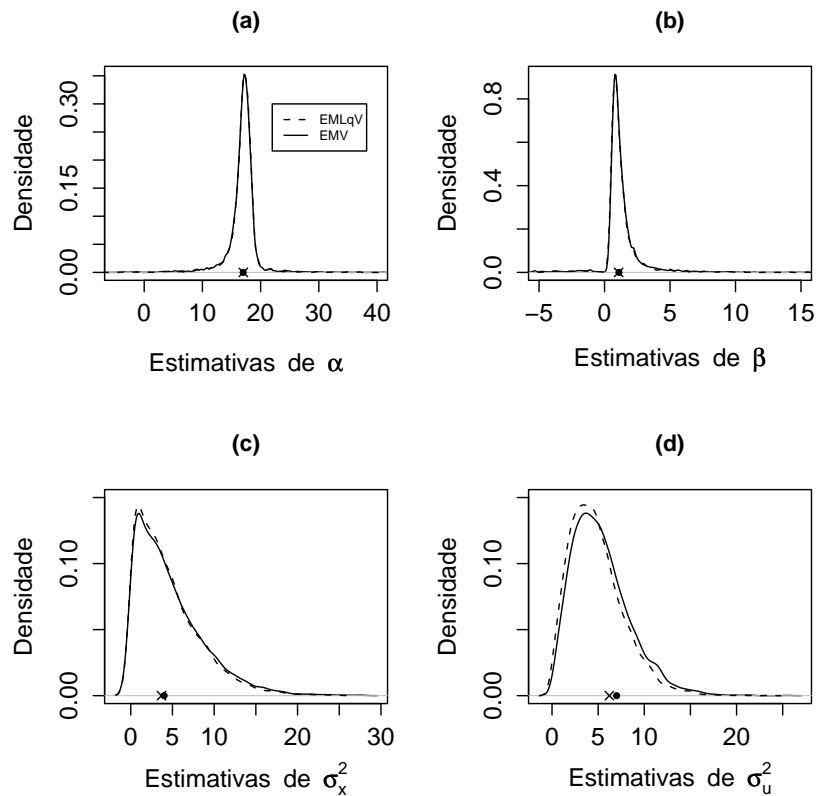 (a)
Densidade
0.00 0.15 0.30
EMLqV
EMV
0 10 20 30 40
Estimativas de α
(b)
Densidade
0.0 0.4 0.8
−5 0 5 10 15
Estimativas de β
(c)
Densidade
0.00 0.10
0 5 10 20 30
Estimativas de σ²ₓ
(d)
Densidade
0.00 0.10
0 5 10 20
Estimativas de σ²ᵤ